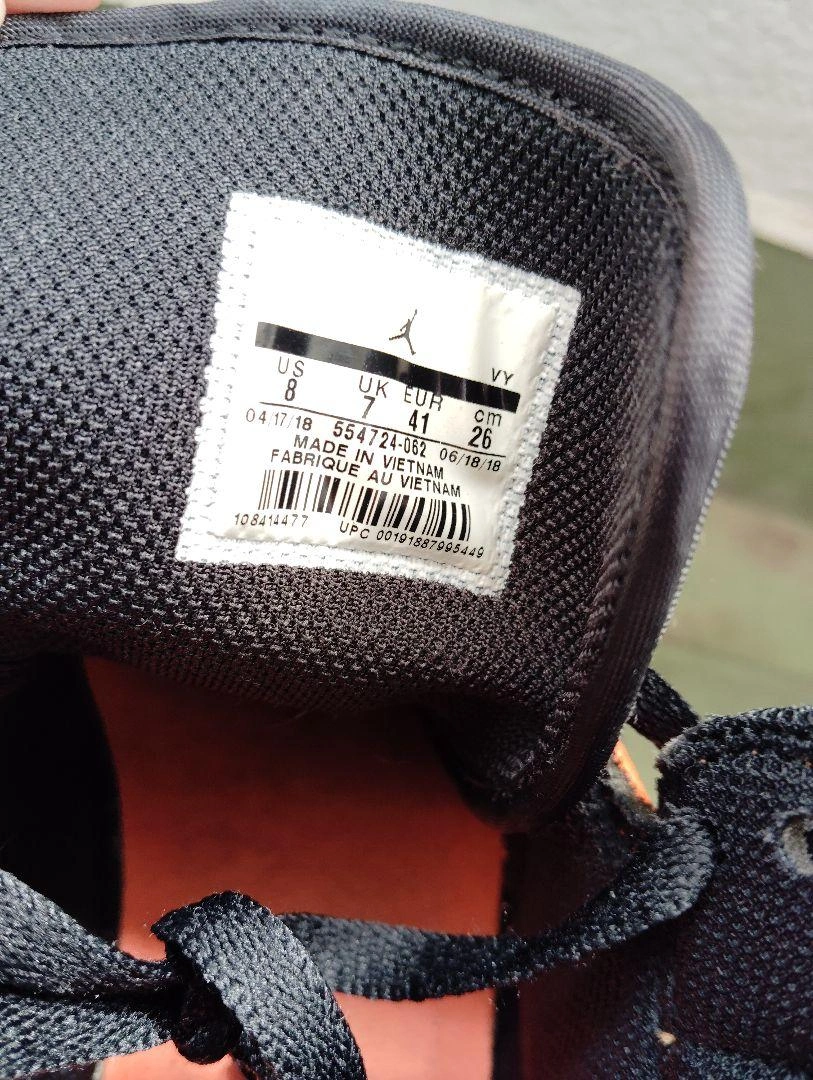 VY
US UK EUR cm
8 7 41 26
04/17/18 554724-062 06/18/18
MADE IN VIETNAM
FABRIQUE AU VIETNAM
108414477 UPC 00191887995449